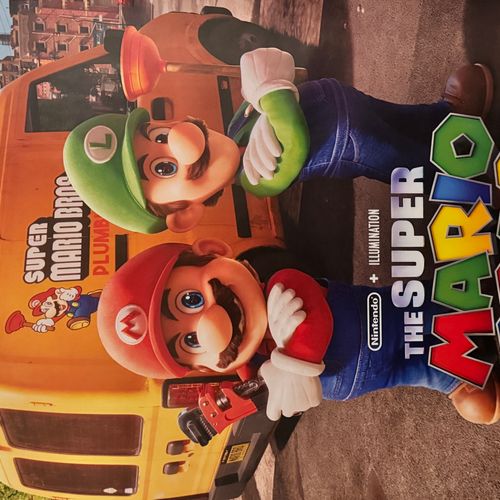 SUPER
MARIO BROS
PLUMB
M
L
Nintendo + ILLUMINATION
THE SUPER
MARIO